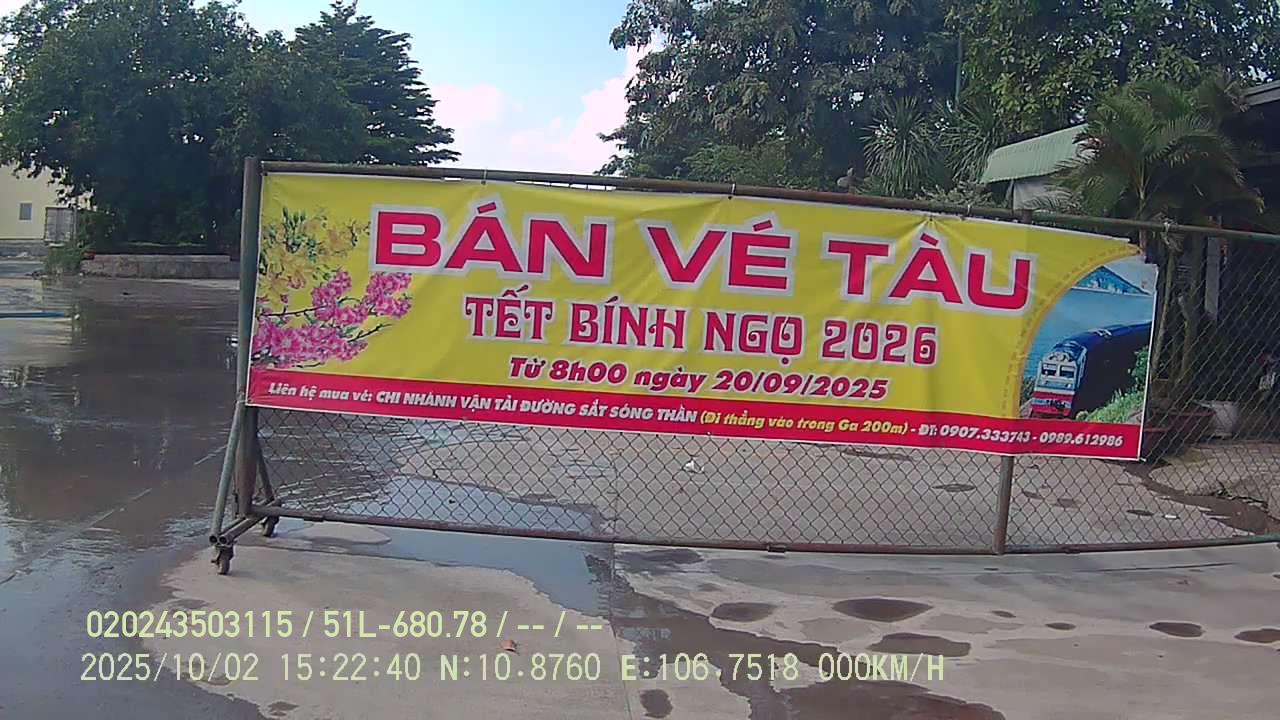 BÁN VÉ TÀU
TẾT BÍNH NGỌ 2026
Từ 8h00 ngày 20/09/2025
Liên hệ mua vé: CHI NHÁNH VẬN TẢI ĐƯỜNG SẮT SÓNG THẦN (Đi thẳng vào trong Ga 200m) - ĐT: 0907.333743 - 0989.612986
020243503115 / 51L-680.78 / -- / --
2025/10/02 15:22:40 N:10.8760 E:106.7518 000KM/H